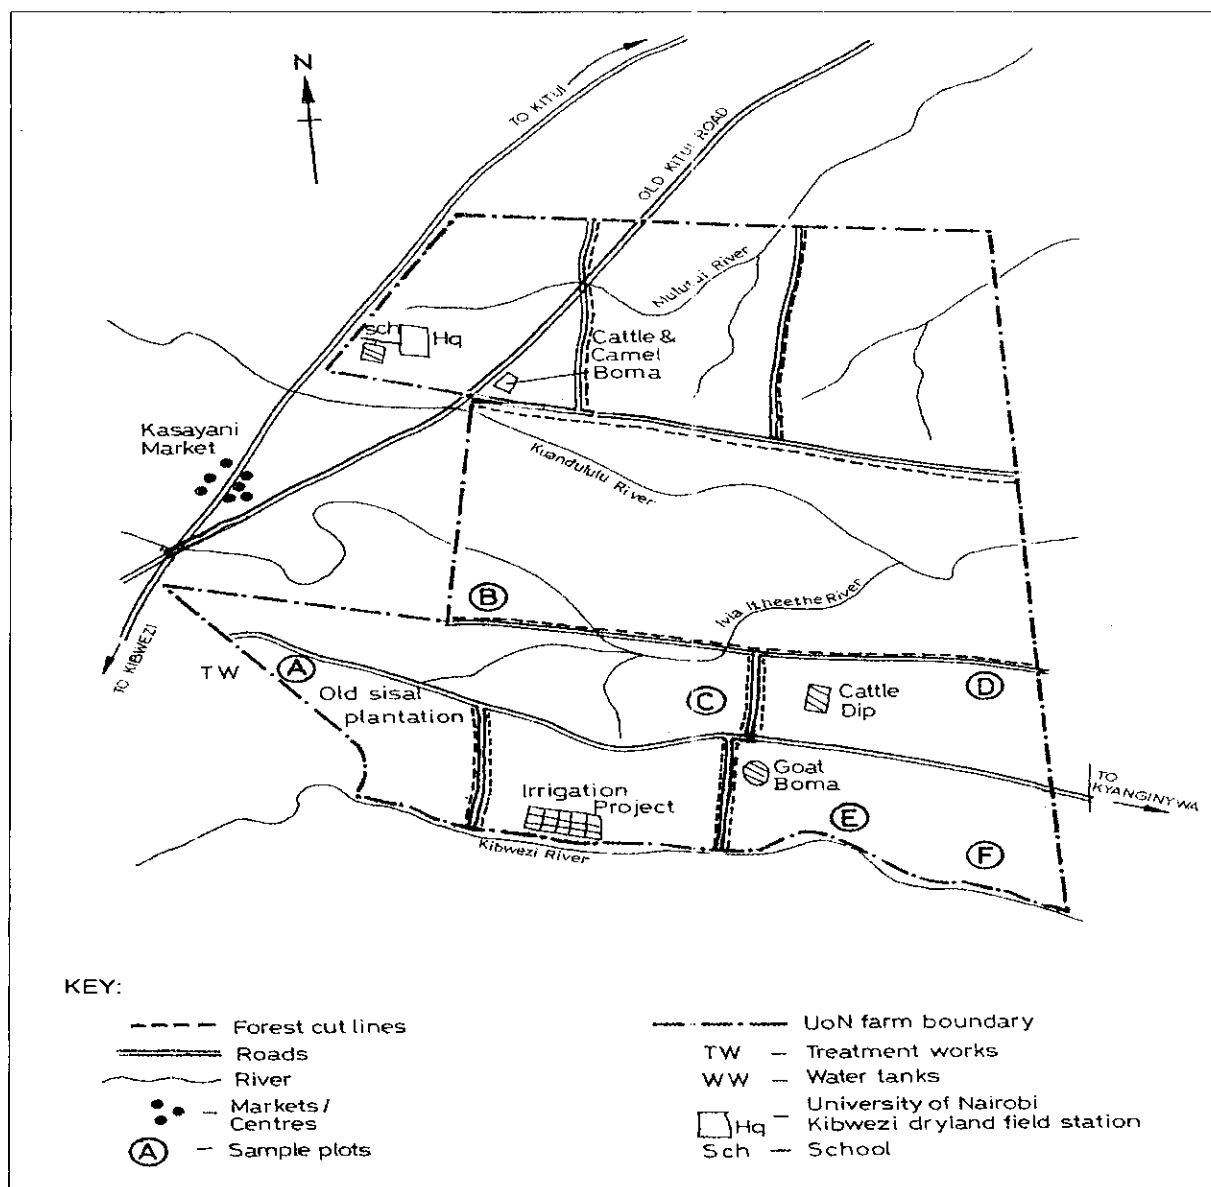 N
TO KITUI
OLD KITUI ROAD
River
Sch
Hq
Cattle &
Camel
Boma
Kasayani
Market
Kuandululu River
B
Ivia Itheethe River
TO KIBWEZI
TW
A
Old sisal
plantation
C
D
Cattle
Dip
Goat
Boma
TO
KYANGINYWA
Irrigation
Project
E
F
Kibwezi River
KEY:
Forest cut lines
Roads
River
– Markets/
Centres
A – Sample plots
UoN farm boundary
TW – Treatment works
WW – Water tanks
Hq – University of Nairobi
Kibwezi dryland field station
Sch – School